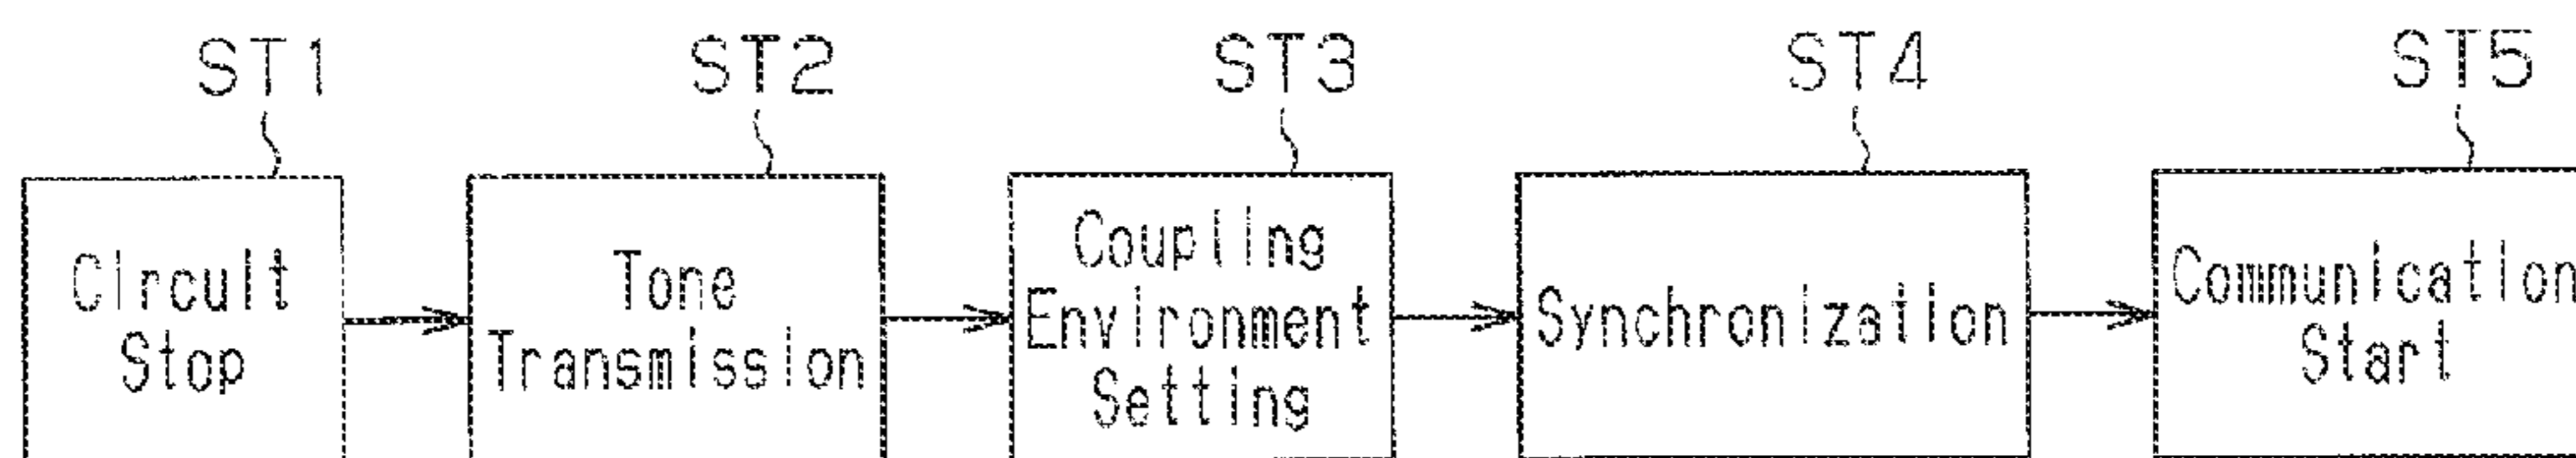 ST1 ST2 ST3 ST4 ST5
Circuit
Stop
Tone
Transmission
Coupling
Environment
Setting
Synchronization
Communication
Start